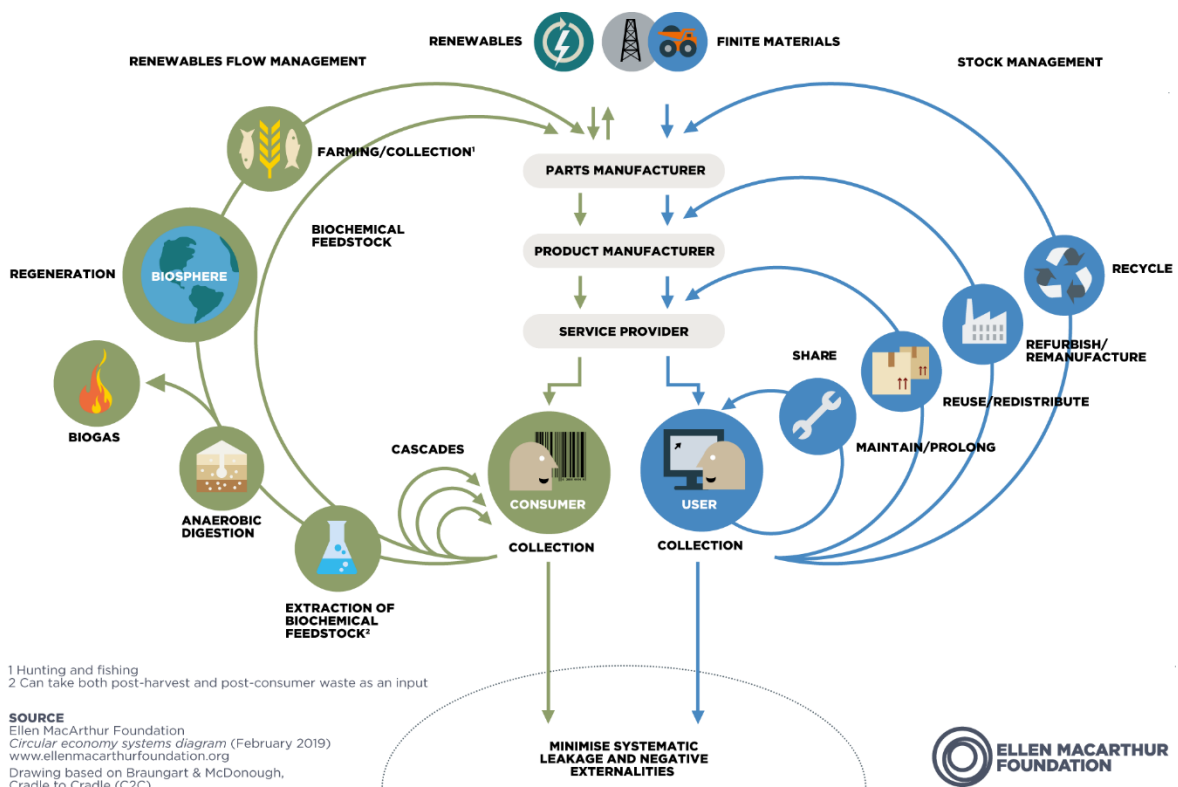 RENEWABLES
FINITE MATERIALS
RENEWABLES FLOW MANAGEMENT
STOCK MANAGEMENT
FARMING/COLLECTION¹
PARTS MANUFACTURER
BIOCHEMICAL
FEEDSTOCK
PRODUCT MANUFACTURER
REGENERATION
BIOSPHERE
RECYCLE
SERVICE PROVIDER
SHARE
REFURBISH/
REMANUFACTURE
REUSE/REDISTRIBUTE
BIOGAS
CASCADES
MAINTAIN/PROLONG
CONSUMER
USER
ANAEROBIC
DIGESTION
COLLECTION
COLLECTION
EXTRACTION OF
BIOCHEMICAL
FEEDSTOCK²
1 Hunting and fishing
2 Can take both post-harvest and post-consumer waste as an input
SOURCE
Ellen MacArthur Foundation
Circular economy systems diagram (February 2019)
www.ellenmacarthurfoundation.org
Drawing based on Braungart & McDonough,
Cradle to Cradle (C2C)
MINIMISE SYSTEMATIC
LEAKAGE AND NEGATIVE
EXTERNALITIES
ELLEN MACARTHUR
FOUNDATION